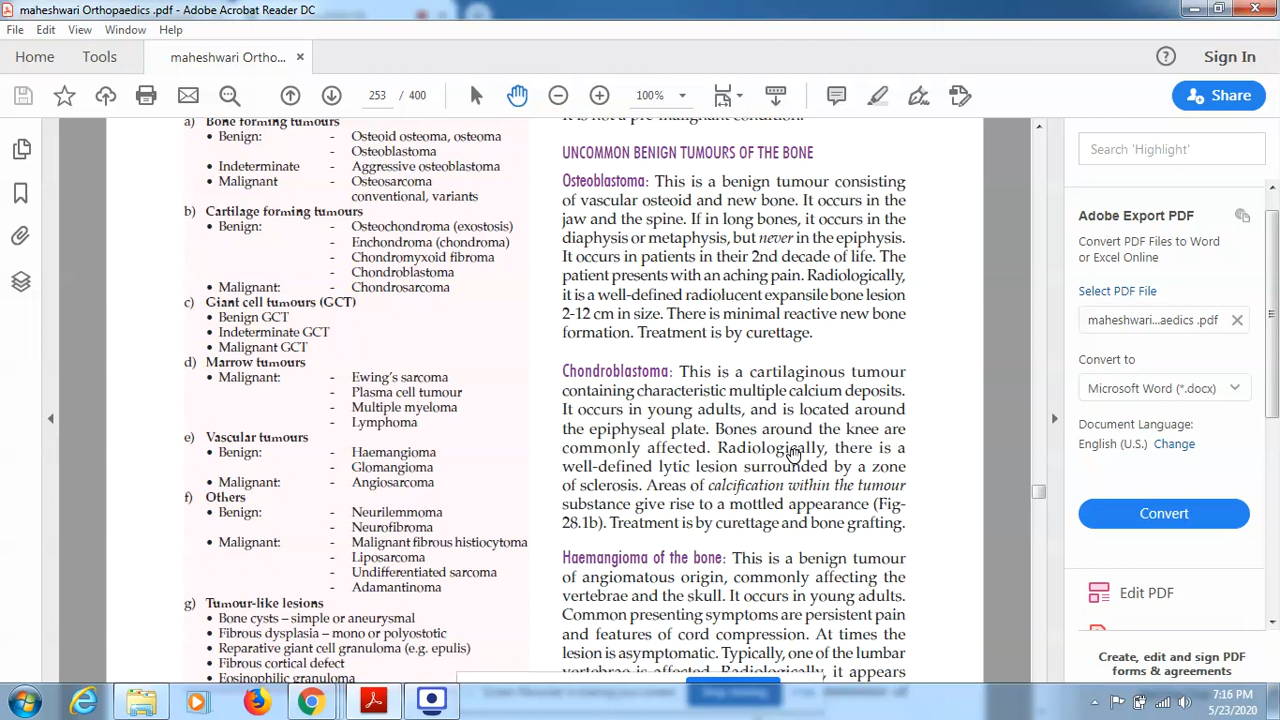 maheshwari Orthopaedics .pdf - Adobe Acrobat Reader DC
File Edit View Window Help
Home Tools maheshwari Ortho... × Sign In
253 / 400 100% Share
a) Bone forming tumours
• Benign: - Osteoid osteoma, osteoma
- Osteoblastoma
• Indeterminate - Aggressive osteoblastoma
• Malignant - Osteosarcoma
conventional, variants
b) Cartilage forming tumours
• Benign: - Osteochondroma (exostosis)
- Enchondroma (chondroma)
- Chondromyxoid fibroma
- Chondroblastoma
• Malignant: - Chondrosarcoma
c) Giant cell tumours (GCT)
• Benign GCT
• Indeterminate GCT
• Malignant GCT
d) Marrow tumours
• Malignant: - Ewing's sarcoma
- Plasma cell tumour
- Multiple myeloma
- Lymphoma
e) Vascular tumours
• Benign: - Haemangioma
- Glomangioma
• Malignant: - Angiosarcoma
f) Others
• Benign: - Neurilemmoma
- Neurofibroma
• Malignant: - Malignant fibrous histiocytoma
- Liposarcoma
- Undifferentiated sarcoma
- Adamantinoma
g) Tumour-like lesions
• Bone cysts – simple or aneurysmal
• Fibrous dysplasia – mono or polyostotic
• Reparative giant cell granuloma (e.g. epulis)
• Fibrous cortical defect
• Eosinophilic granuloma
It is not a pre-malignant condition.
UNCOMMON BENIGN TUMOURS OF THE BONE
Osteoblastoma: This is a benign tumour consisting
of vascular osteoid and new bone. It occurs in the
jaw and the spine. If in long bones, it occurs in the
diaphysis or metaphysis, but never in the epiphysis.
It occurs in patients in their 2nd decade of life. The
patient presents with an aching pain. Radiologically,
it is a well-defined radiolucent expansile bone lesion
2-12 cm in size. There is minimal reactive new bone
formation. Treatment is by curettage.
Chondroblastoma: This is a cartilaginous tumour
containing characteristic multiple calcium deposits.
It occurs in young adults, and is located around
the epiphyseal plate. Bones around the knee are
commonly affected. Radiologically, there is a
well-defined lytic lesion surrounded by a zone
of sclerosis. Areas of calcification within the tumour
substance give rise to a mottled appearance (Fig-
28.1b). Treatment is by curettage and bone grafting.
Haemangioma of the bone: This is a benign tumour
of angiomatous origin, commonly affecting the
vertebrae and the skull. It occurs in young adults.
Common presenting symptoms are persistent pain
and features of cord compression. At times the
lesion is asymptomatic. Typically, one of the lumbar
vertebrae is affected. Radiologically, it appears
Search 'Highlight'
Adobe Export PDF
Convert PDF Files to Word
or Excel Online
Select PDF File
maheshwari...aedics .pdf
Convert to
Microsoft Word (*.docx)
Document Language:
English (U.S.) Change
Convert
Edit PDF
Create, edit and sign PDF
forms & agreements
7:16 PM
5/23/2020